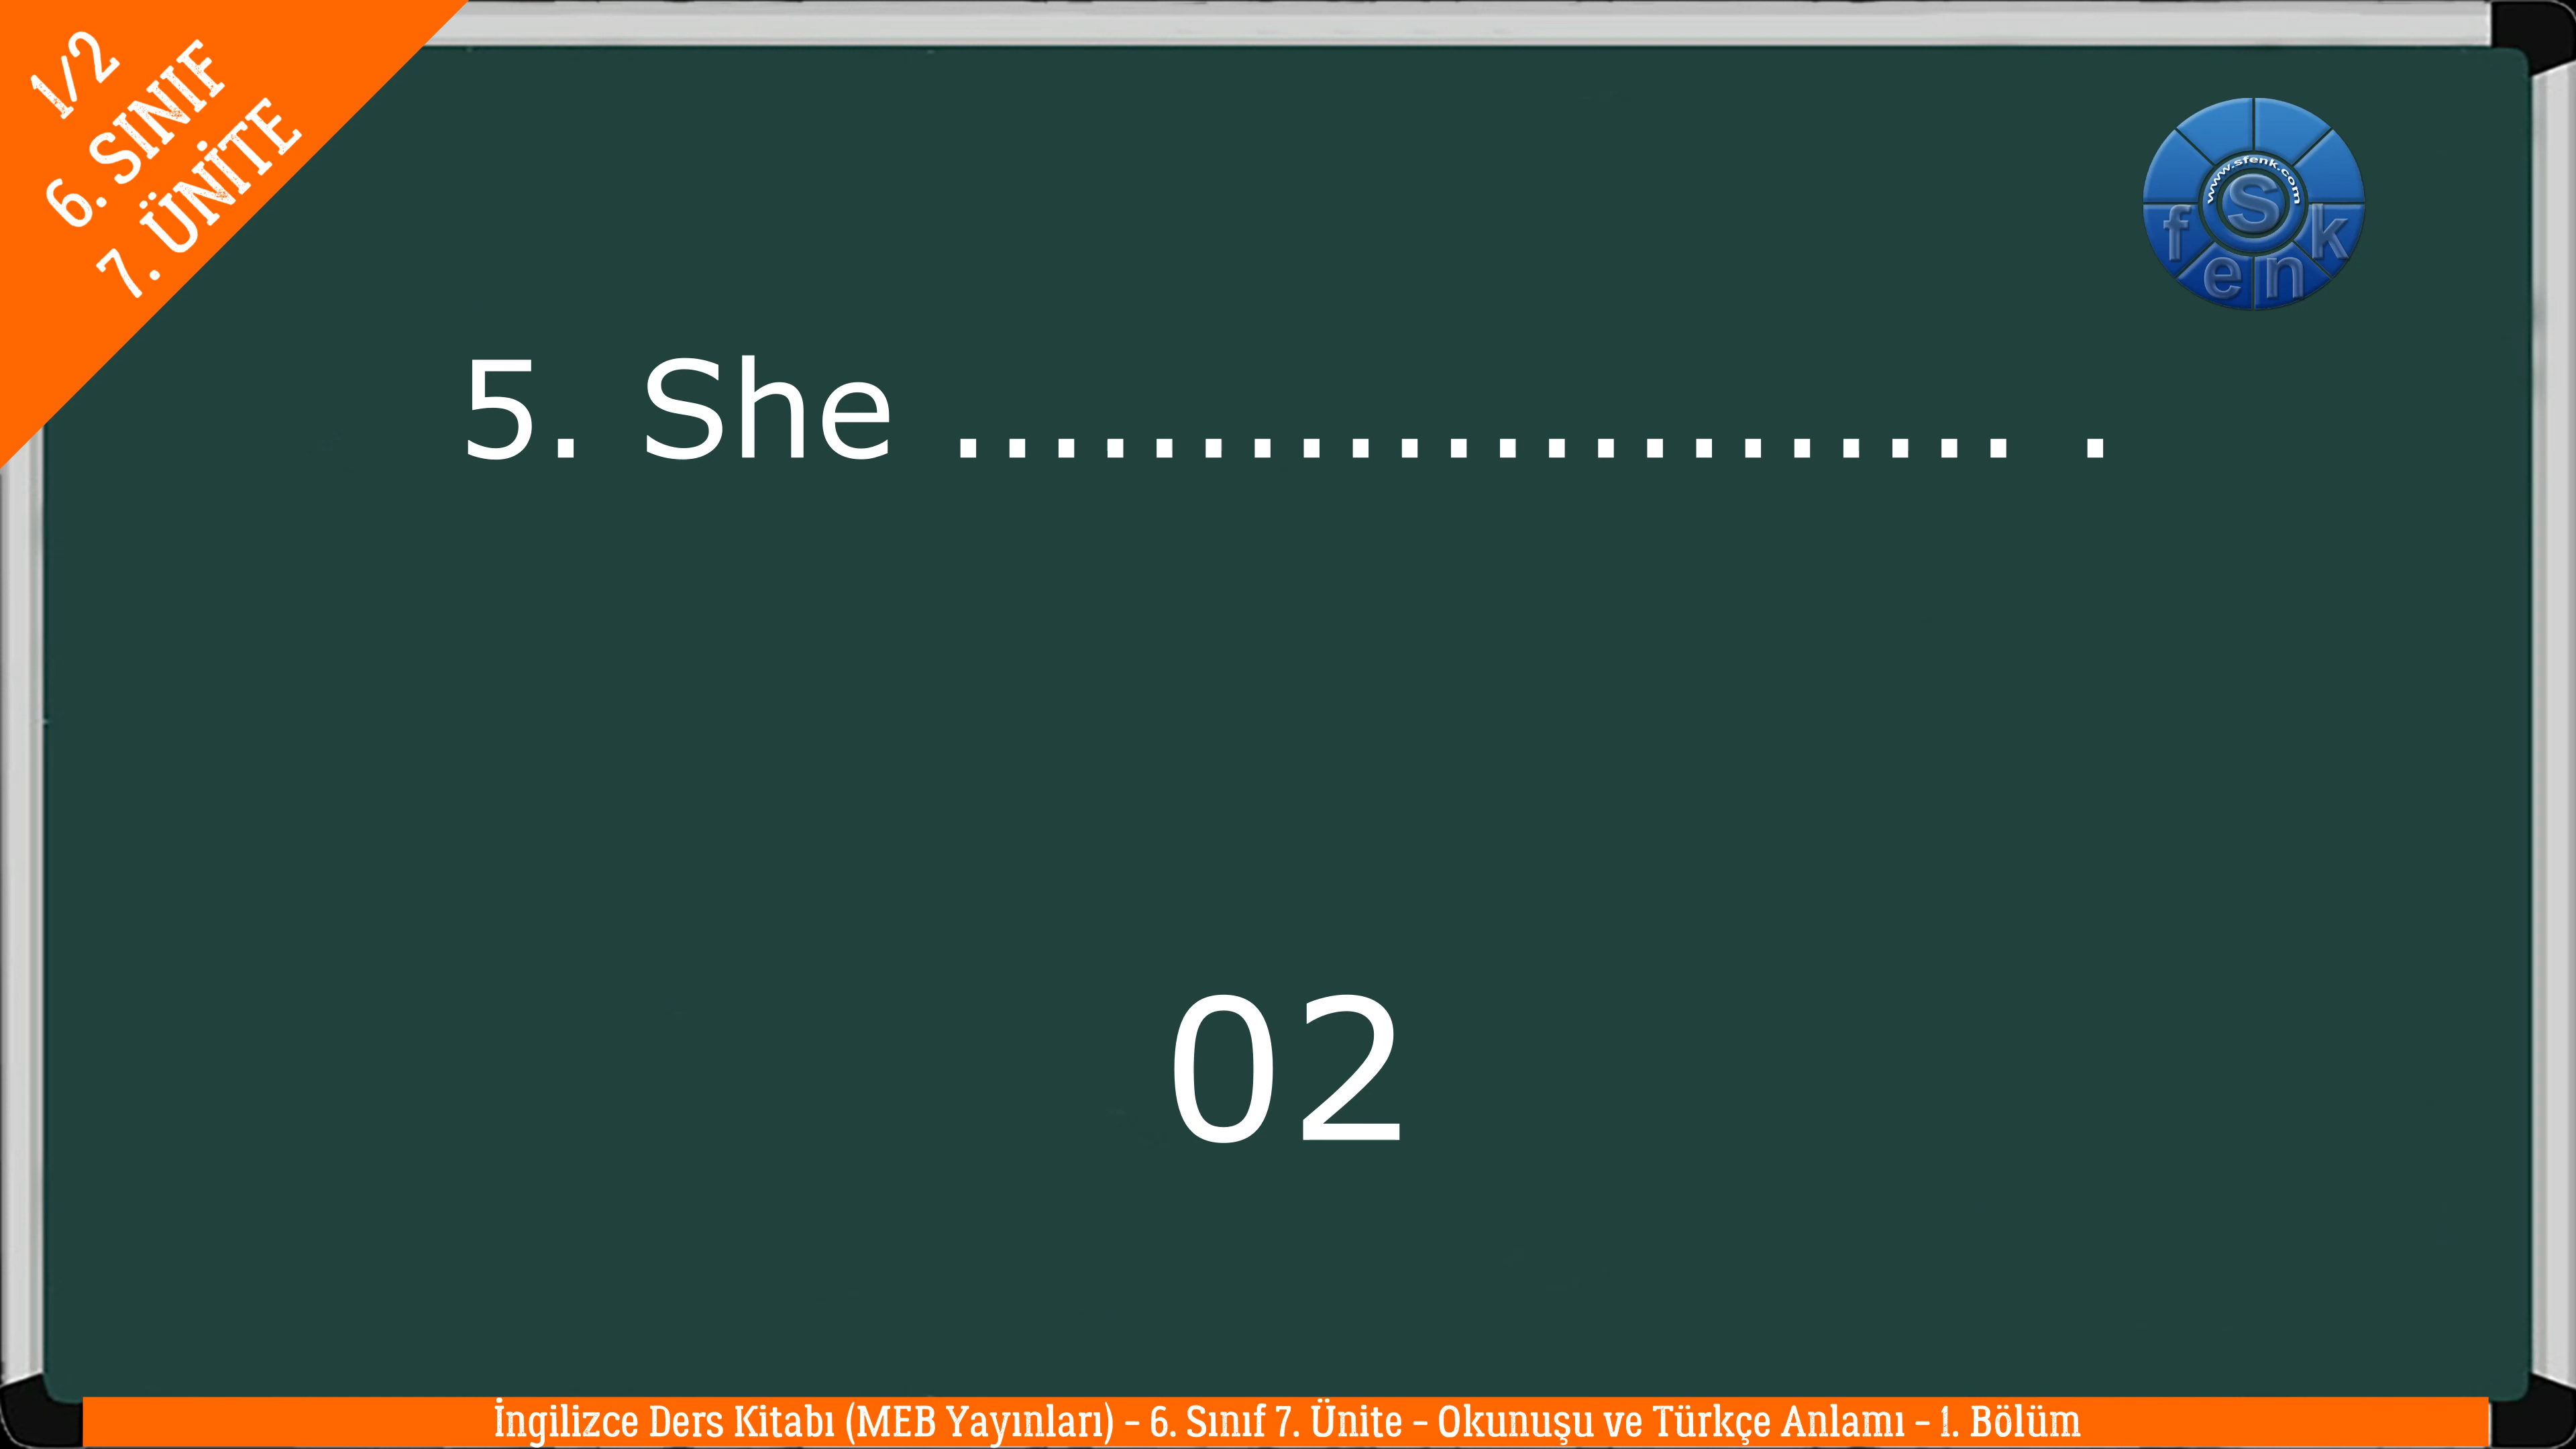 1/2
6. SINIF
7. ÜNİTE
www.sfenk.com
S
f e n k
5. She ...................... .
02
İngilizce Ders Kitabı (MEB Yayınları) – 6. Sınıf 7. Ünite – Okunuşu ve Türkçe Anlamı – 1. Bölüm